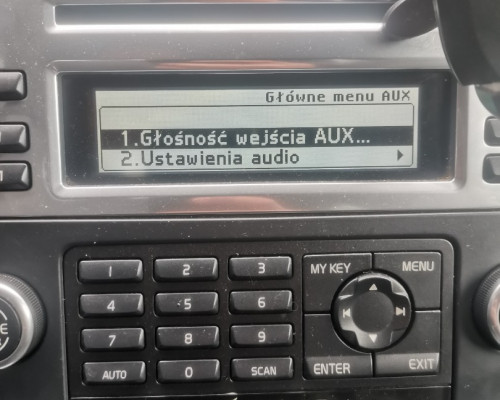 Główne menu AUX
1.Głośność wejścia AUX...
2.Ustawienia audio
1 2 3 MY KEY MENU
4 5 6
7 8 9
AUTO 0 SCAN ENTER EXIT